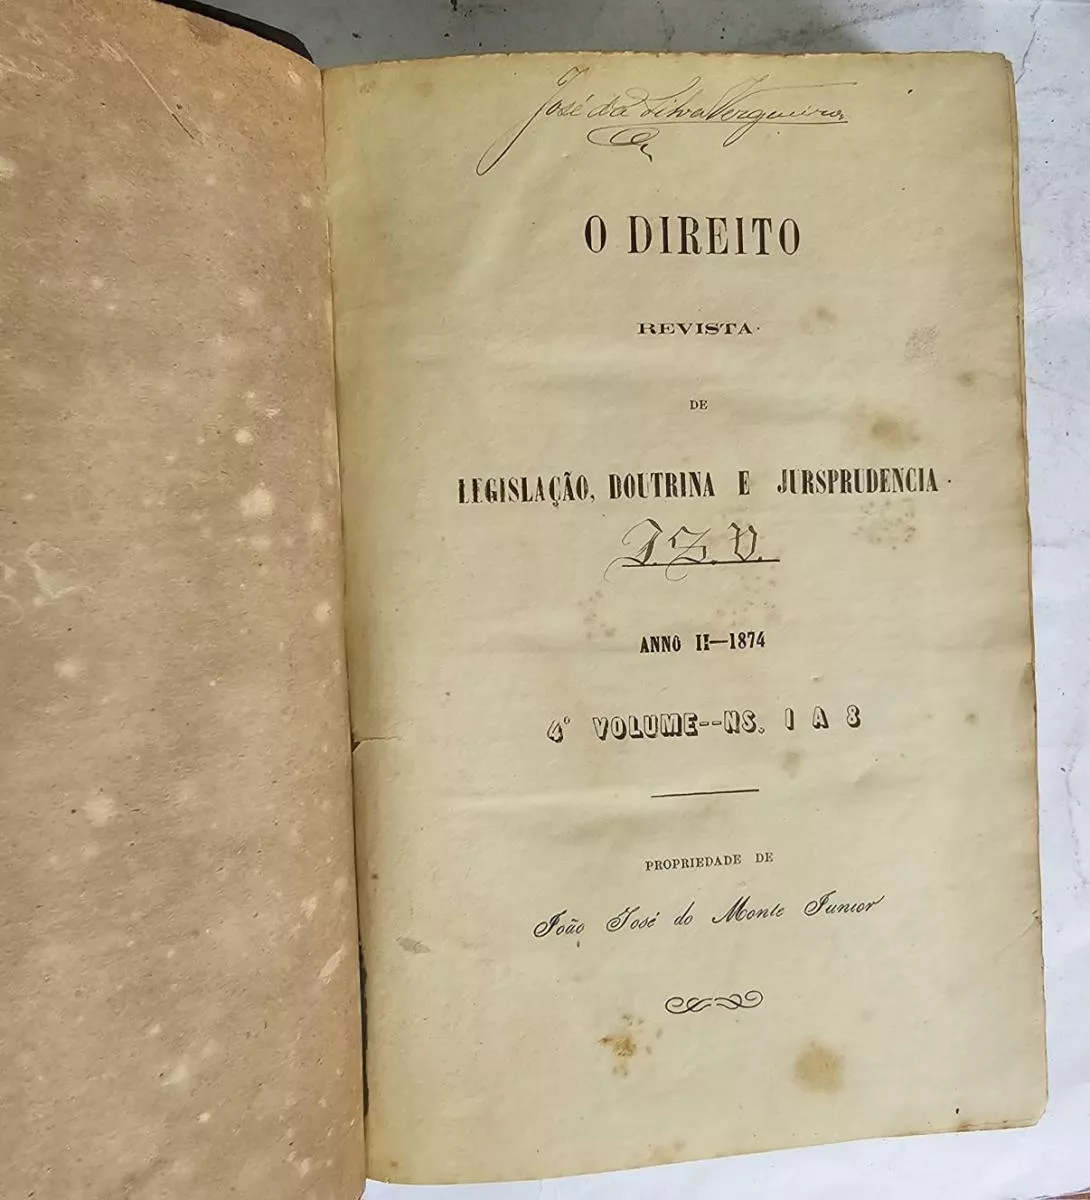 José da Silva Vergueiro
O DIREITO
REVISTA
DE
LEGISLAÇÃO, DOUTRINA E JURSPRUDENCIA
J. S. V.
ANNO II—1874
4º VOLUME--NS. 1 A 8
PROPRIEDADE DE
João José do Monte Junior